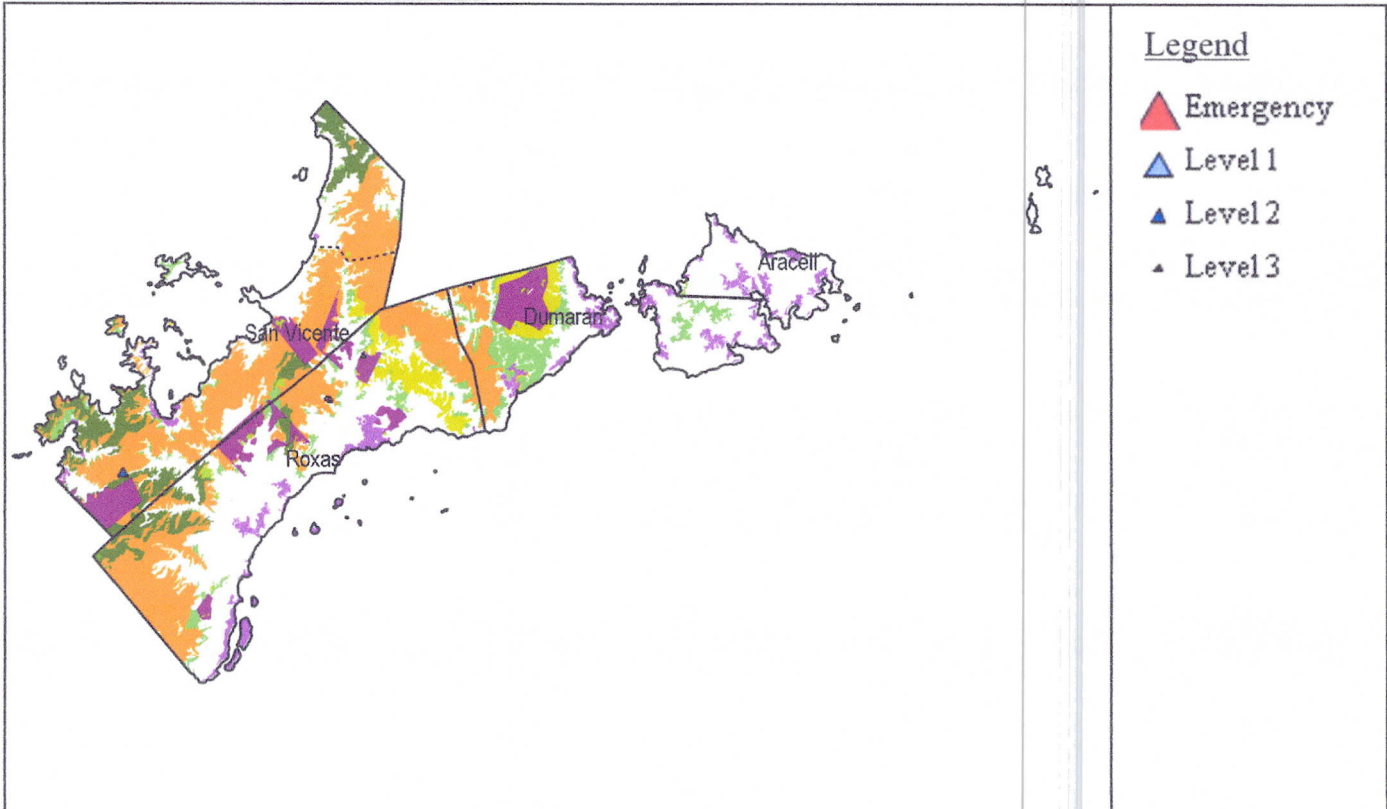 Legend
Emergency
Level 1
Level 2
Level 3
Araceli
Dumaran
San Vicente
Roxas